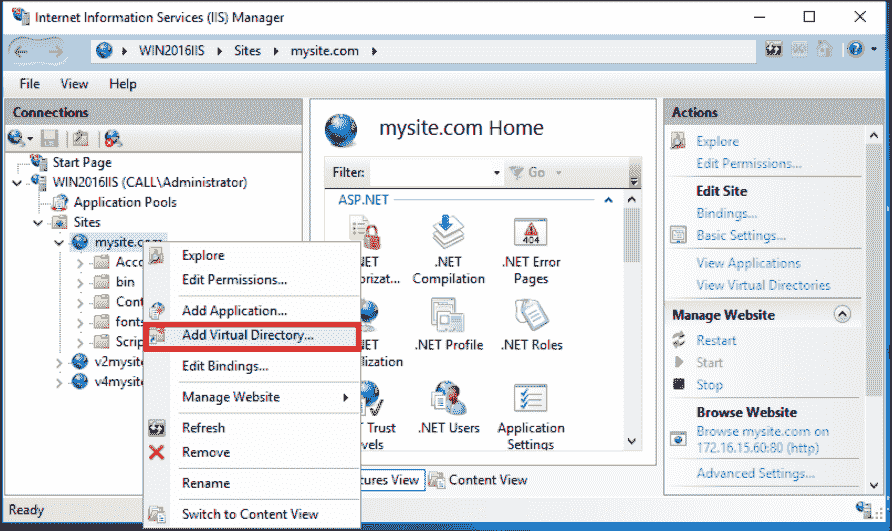 Internet Information Services (IIS) Manager
WIN2016IIS
Sites
mysite.com
File View Help
Connections
Start Page
WIN2016IIS (CALL\Administrator)
Application Pools
Sites
mysite.com
bin
v2mysite
v4mysite
Explore
Edit Permissions...
Add Application...
Add Virtual Directory...
Edit Bindings...
Manage Website
Refresh
Remove
Rename
Switch to Content View
mysite.com Home
Filter:
Go
ASP.NET
.NET Compilation
.NET Error
Pages
404
.NET Profile
.NET Roles
Trust
.NET Users
Application
Settings
Content View
Actions
Explore
Edit Permissions...
Edit Site
Bindings...
Basic Settings...
View Applications
View Virtual Directories
Manage Website
Restart
Start
Stop
Browse Website
Browse mysite.com on
172.16.15.60:80 (http)
Advanced Settings...
Ready